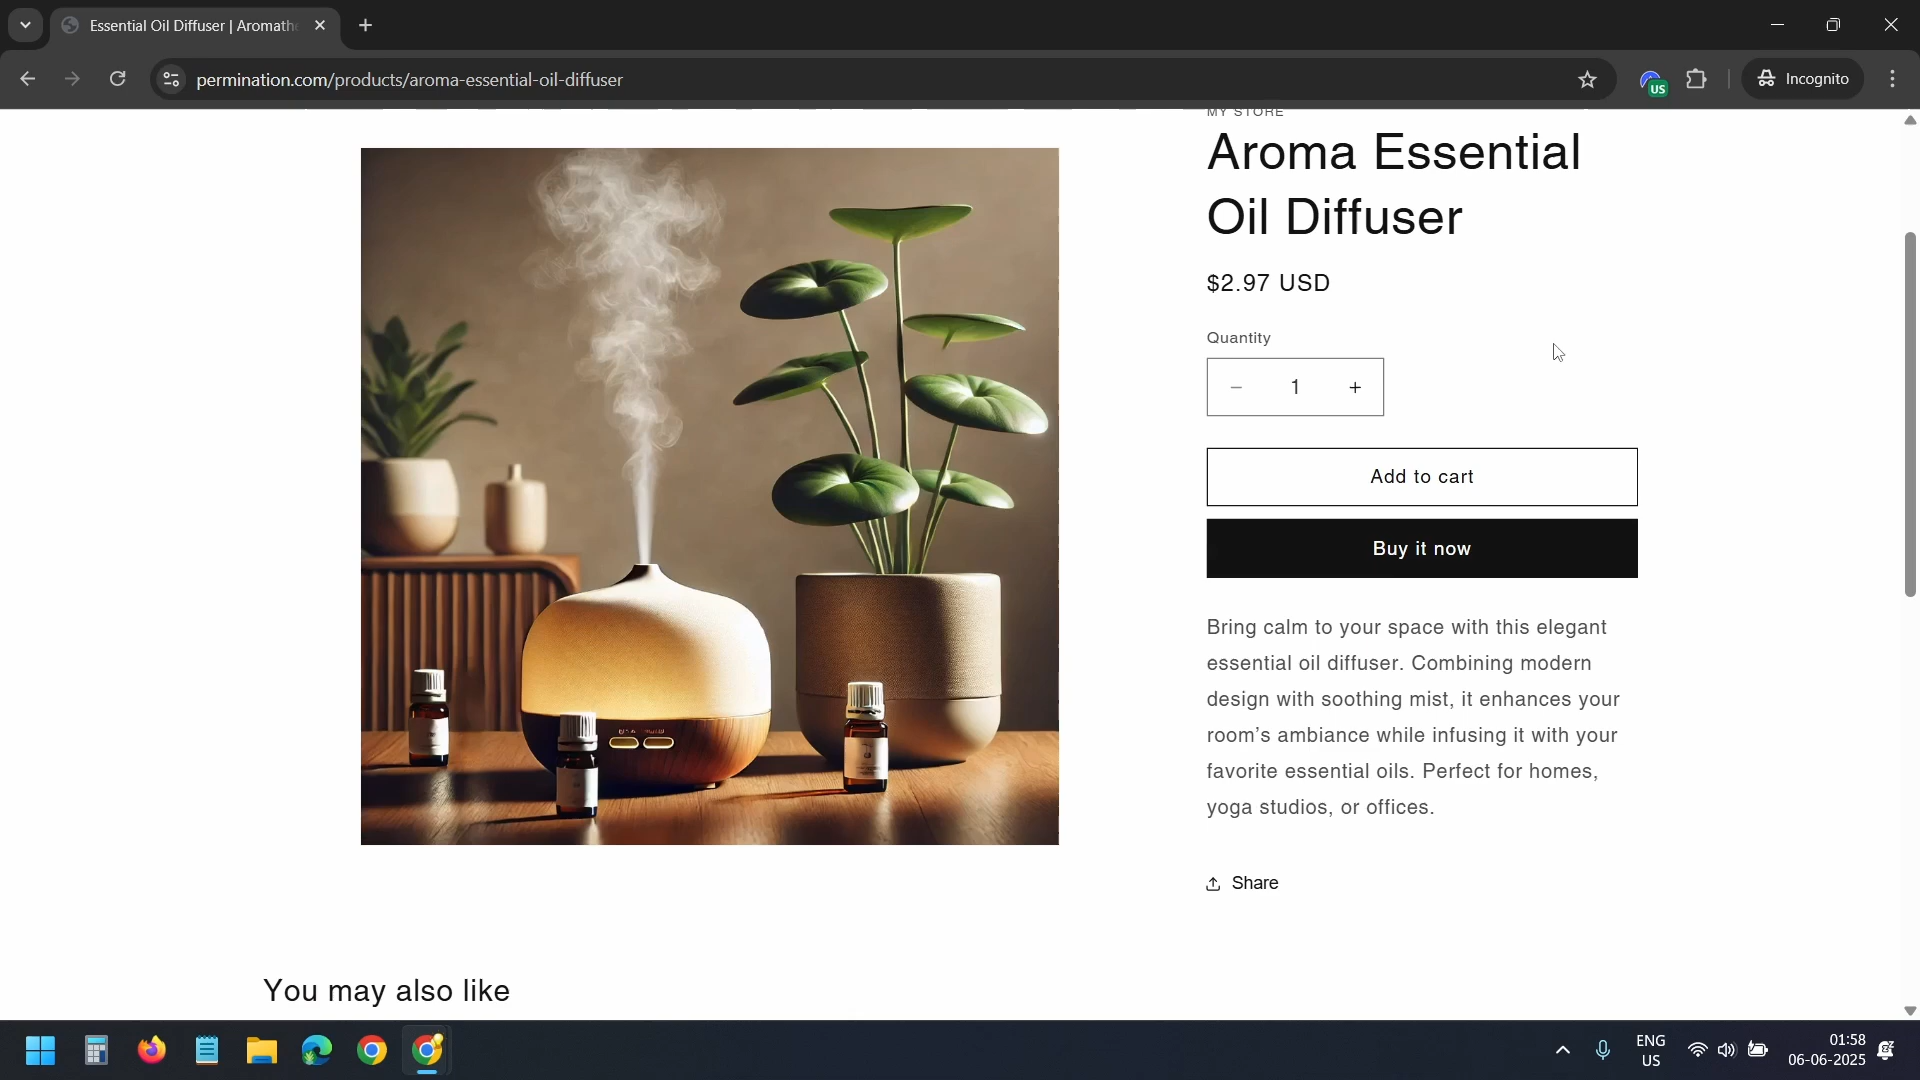 Essential Oil Diffuser | Aromath
permination.com/products/aroma-essential-oil-diffuser
US
Incognito
MY STORE
Aroma Essential
Oil Diffuser
$2.97 USD
Quantity
1
Add to cart
Buy it now
Bring calm to your space with this elegant
essential oil diffuser. Combining modern
design with soothing mist, it enhances your
room’s ambiance while infusing it with your
favorite essential oils. Perfect for homes,
yoga studios, or offices.
Share
You may also like
ENG
US
01:58
06-06-2025